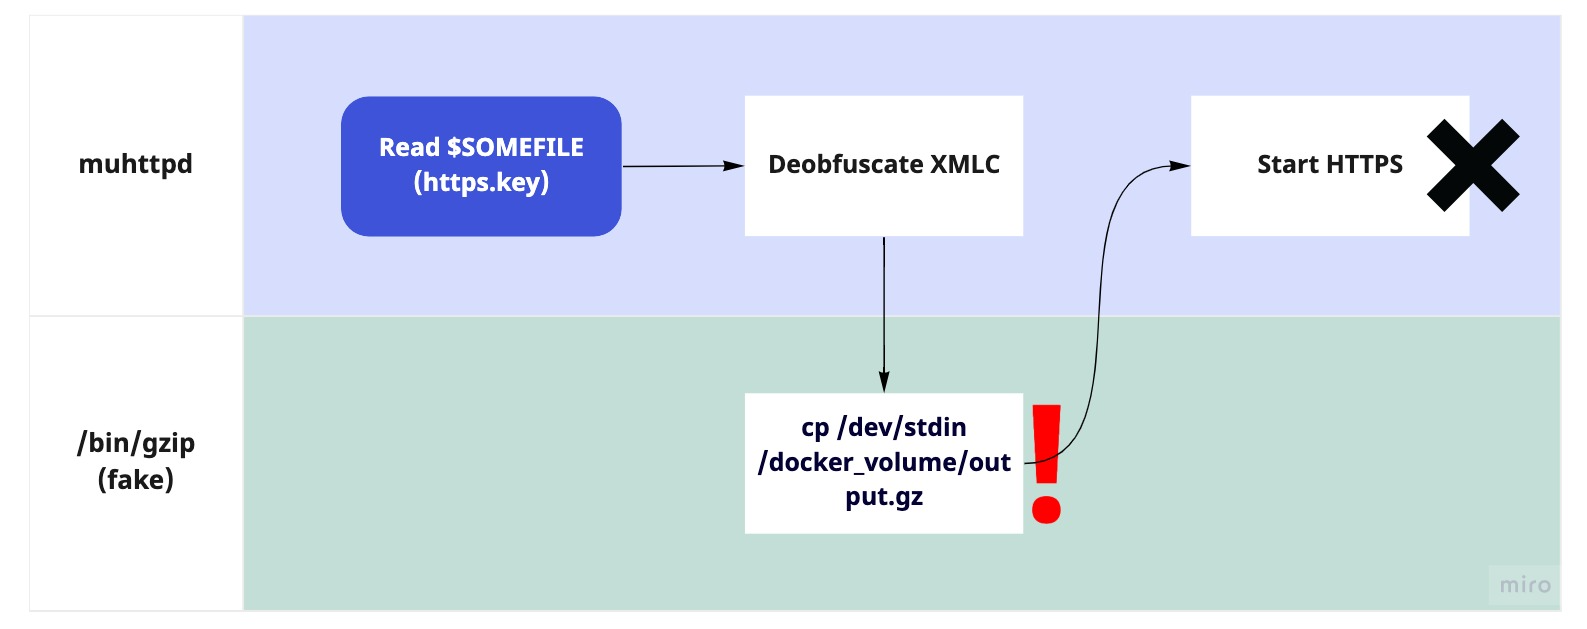 muhttpd
Read $SOMEFILE
(https.key)
Deobfuscate XMLC
Start HTTPS
/bin/gzip
(fake)
cp /dev/stdin
/docker_volume/out
put.gz
miro